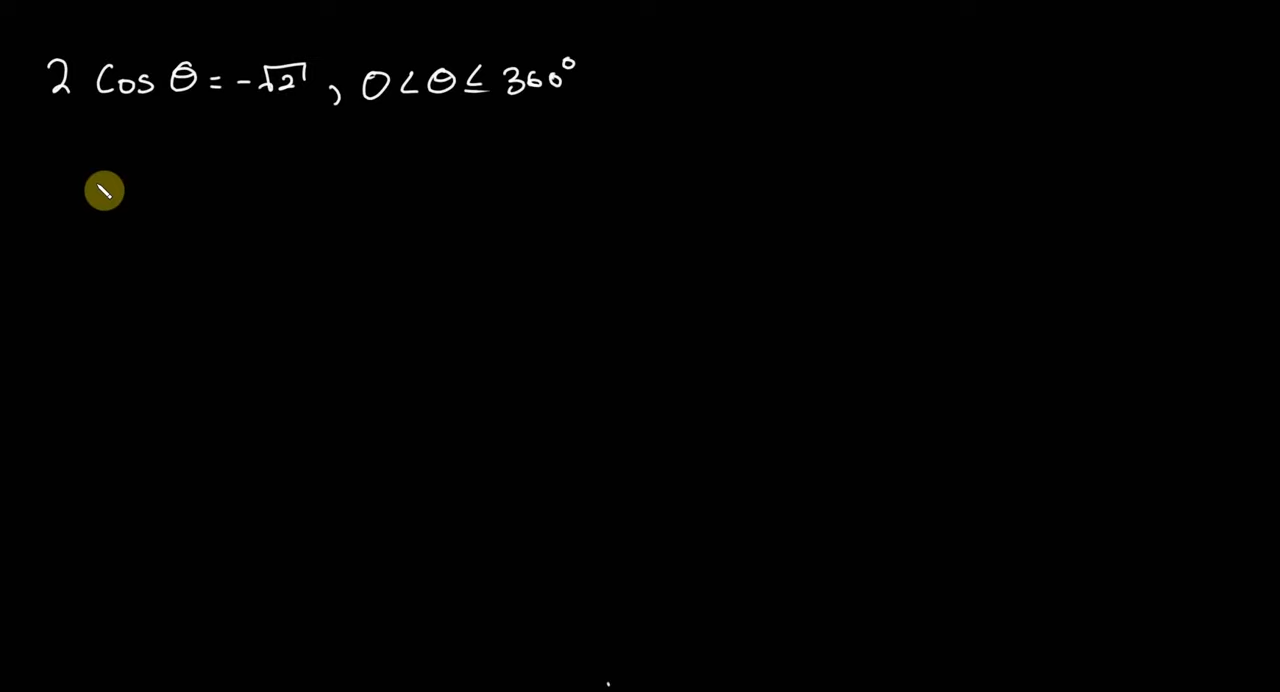 2 Cos θ = -√2 , 0 < θ ≤ 360°